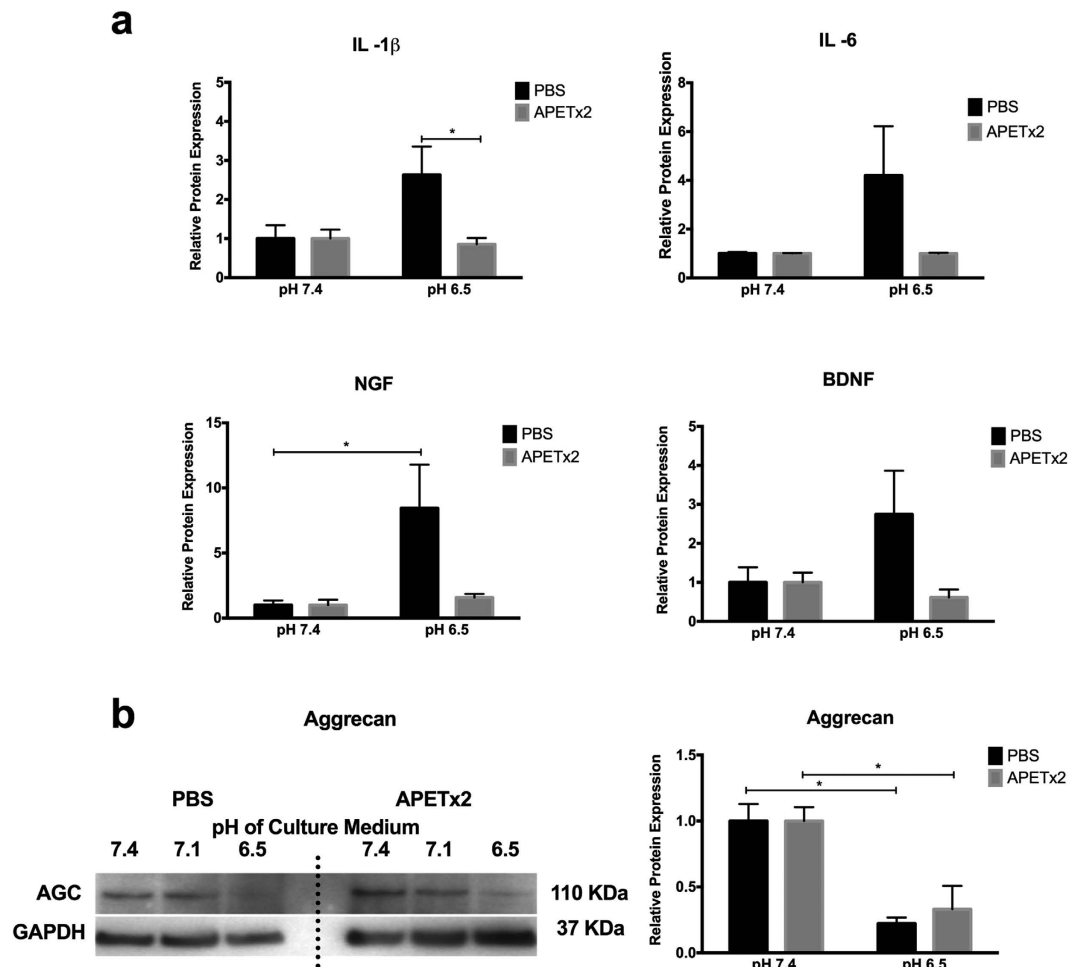 a
IL -1β
Relative Protein Expression
5
4
3
2
1
0
*
PBS
APETx2
pH 7.4
pH 6.5
IL -6
Relative Protein Expression
8
6
4
2
0
PBS
APETx2
pH 7.4
pH 6.5
NGF
Relative Protein Expression
15
10
5
0
*
PBS
APETx2
pH 7.4
pH 6.5
BDNF
Relative Protein Expression
5
4
3
2
1
0
PBS
APETx2
pH 7.4
pH 6.5
b
Aggrecan
PBS APETx2
pH of Culture Medium
7.4 7.1 6.5 7.4 7.1 6.5
AGC 110 KDa
GAPDH 37 KDa
Aggrecan
Relative Protein Expression
1.5
1.0
0.5
0.0
*
*
PBS
APETx2
pH 7.4
pH 6.5